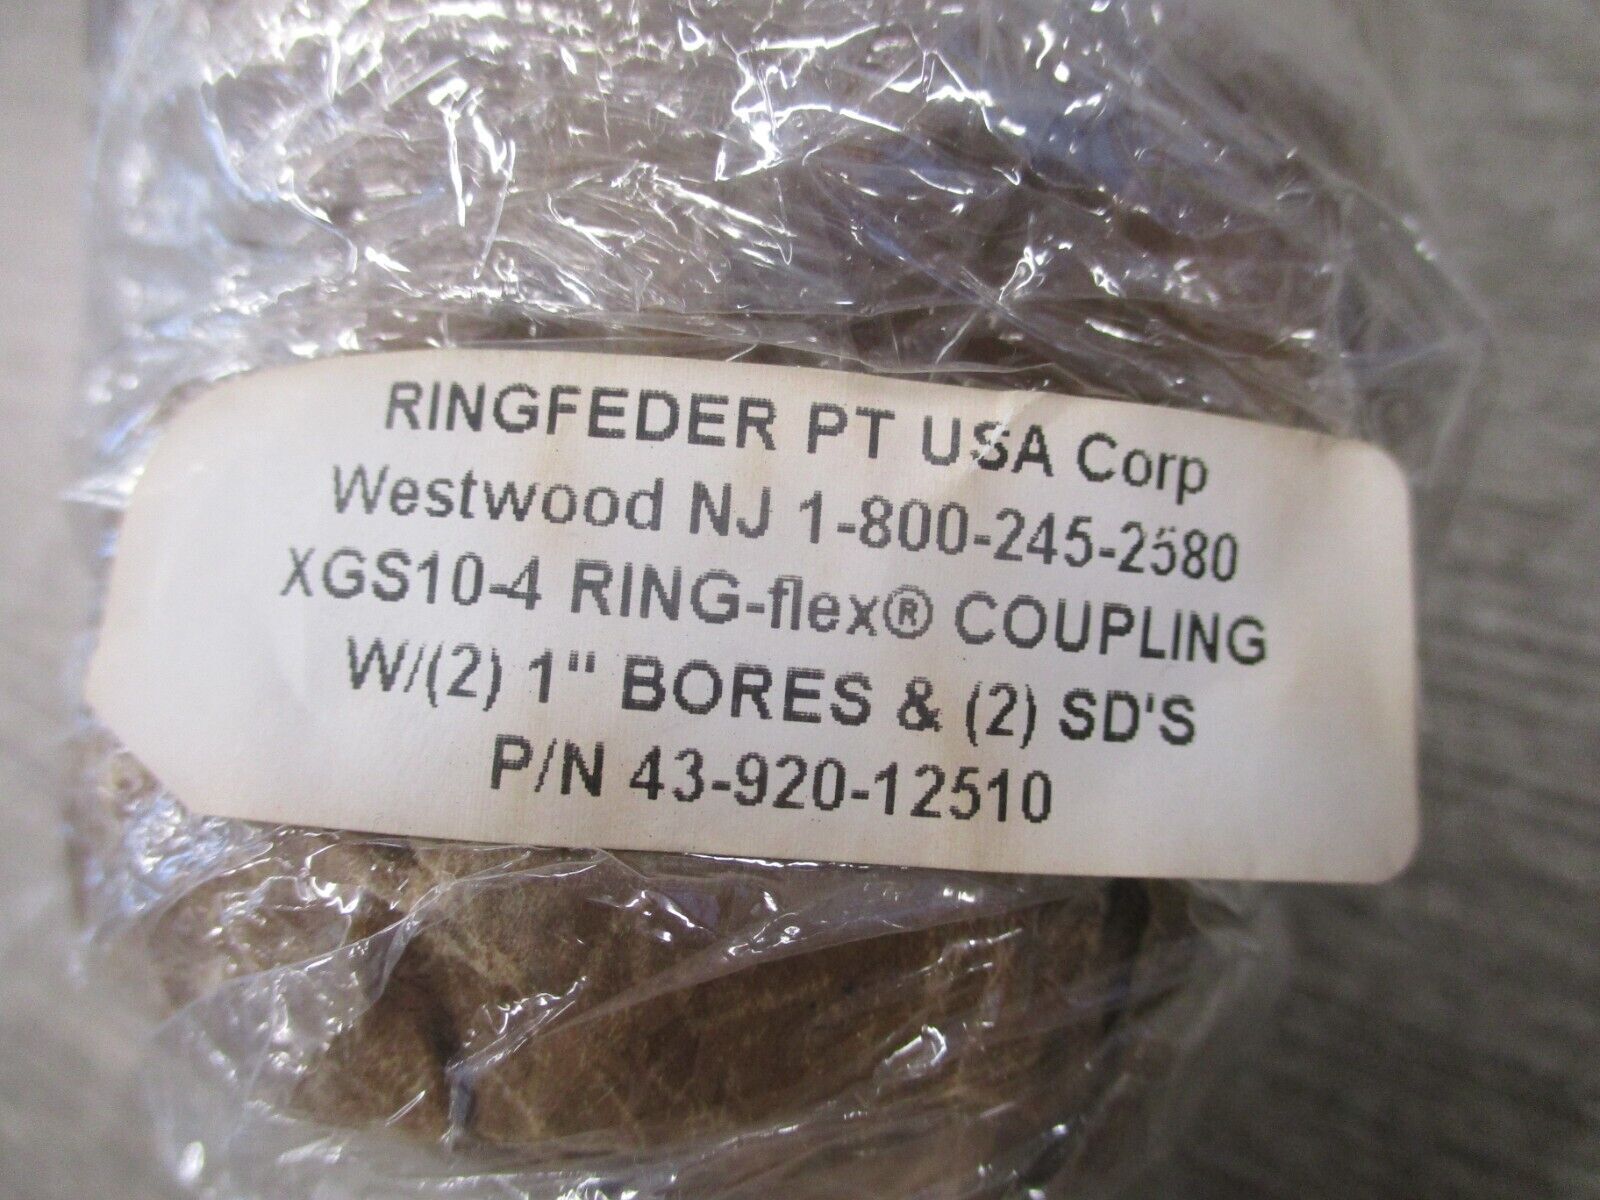 RINGFEDER PT USA Corp
Westwood NJ 1-800-245-2580
XGS10-4 RING-flex® COUPLING
W/(2) 1" BORES & (2) SD'S
P/N 43-920-12510